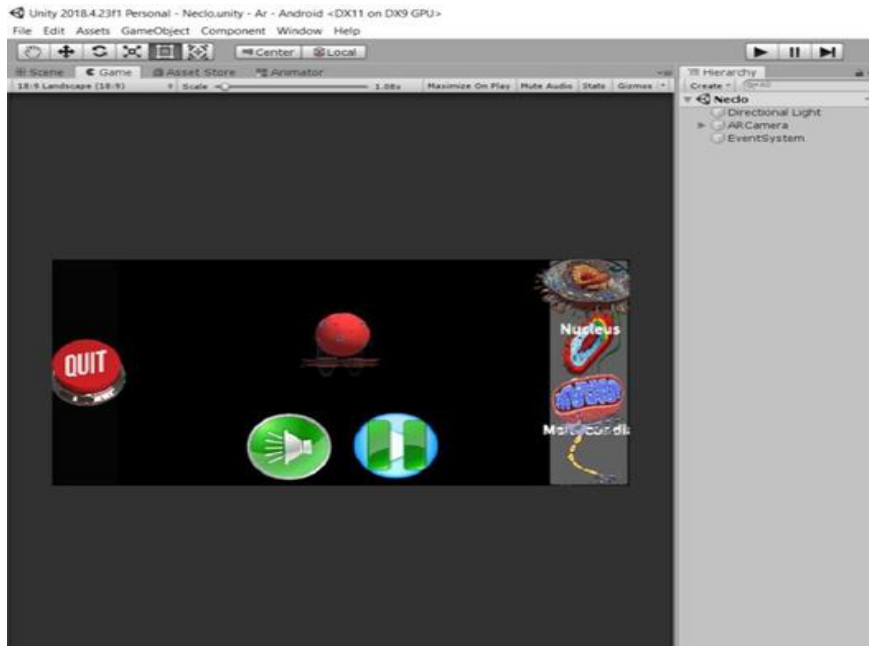 Unity 2018.4.23f1 Personal - Neclo.unity - Ar - Android <DX11 on DX9 GPU>
File Edit Assets GameObject Component Window Help
Center Local
Scene Game Asset Store Animator
Hierarchy
18:9 Landscape (18:9) Scale 1.08x Maximize On Play Mute Audio Stats Gizmos
Create
Neclo
Directional Light
ARCamera
EventSystem
Nucleus
QUIT